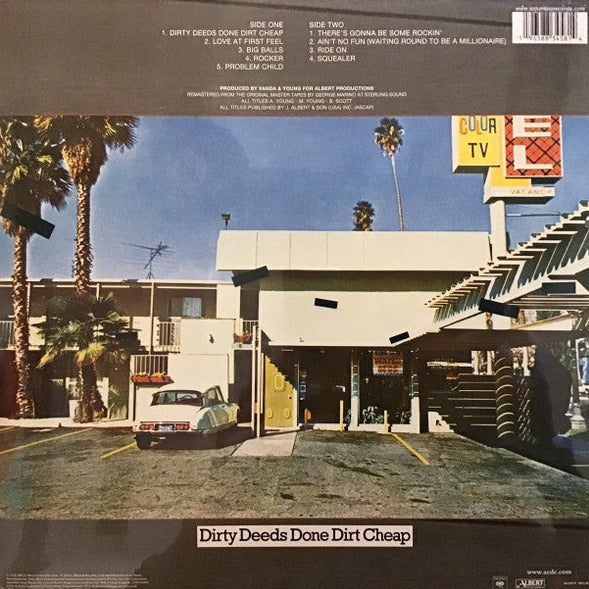 www.columbiarecords.com
SIDE ONE
1. DIRTY DEEDS DONE DIRT CHEAP
2. LOVE AT FIRST FEEL
3. BIG BALLS
4. ROCKER
5. PROBLEM CHILD
SIDE TWO
1. THERE'S GONNA BE SOME ROCKIN'
2. AIN'T NO FUN (WAITING ROUND TO BE A MILLIONAIRE)
3. RIDE ON
4. SQUEALER
PRODUCED BY VANDA & YOUNG FOR ALBERT PRODUCTIONS
REMASTERED FROM THE ORIGINAL MASTER TAPES BY GEORGE MARINO AT STERLING SOUND
ALL TITLES A. YOUNG - M. YOUNG - B. SCOTT
ALL TITLES PUBLISHED BY J. ALBERT & SON (USA) INC. (ASCAP)
COLOR
TV
EL
VACANCY
Dirty Deeds Done Dirt Cheap
www.acdc.com
ALBERT